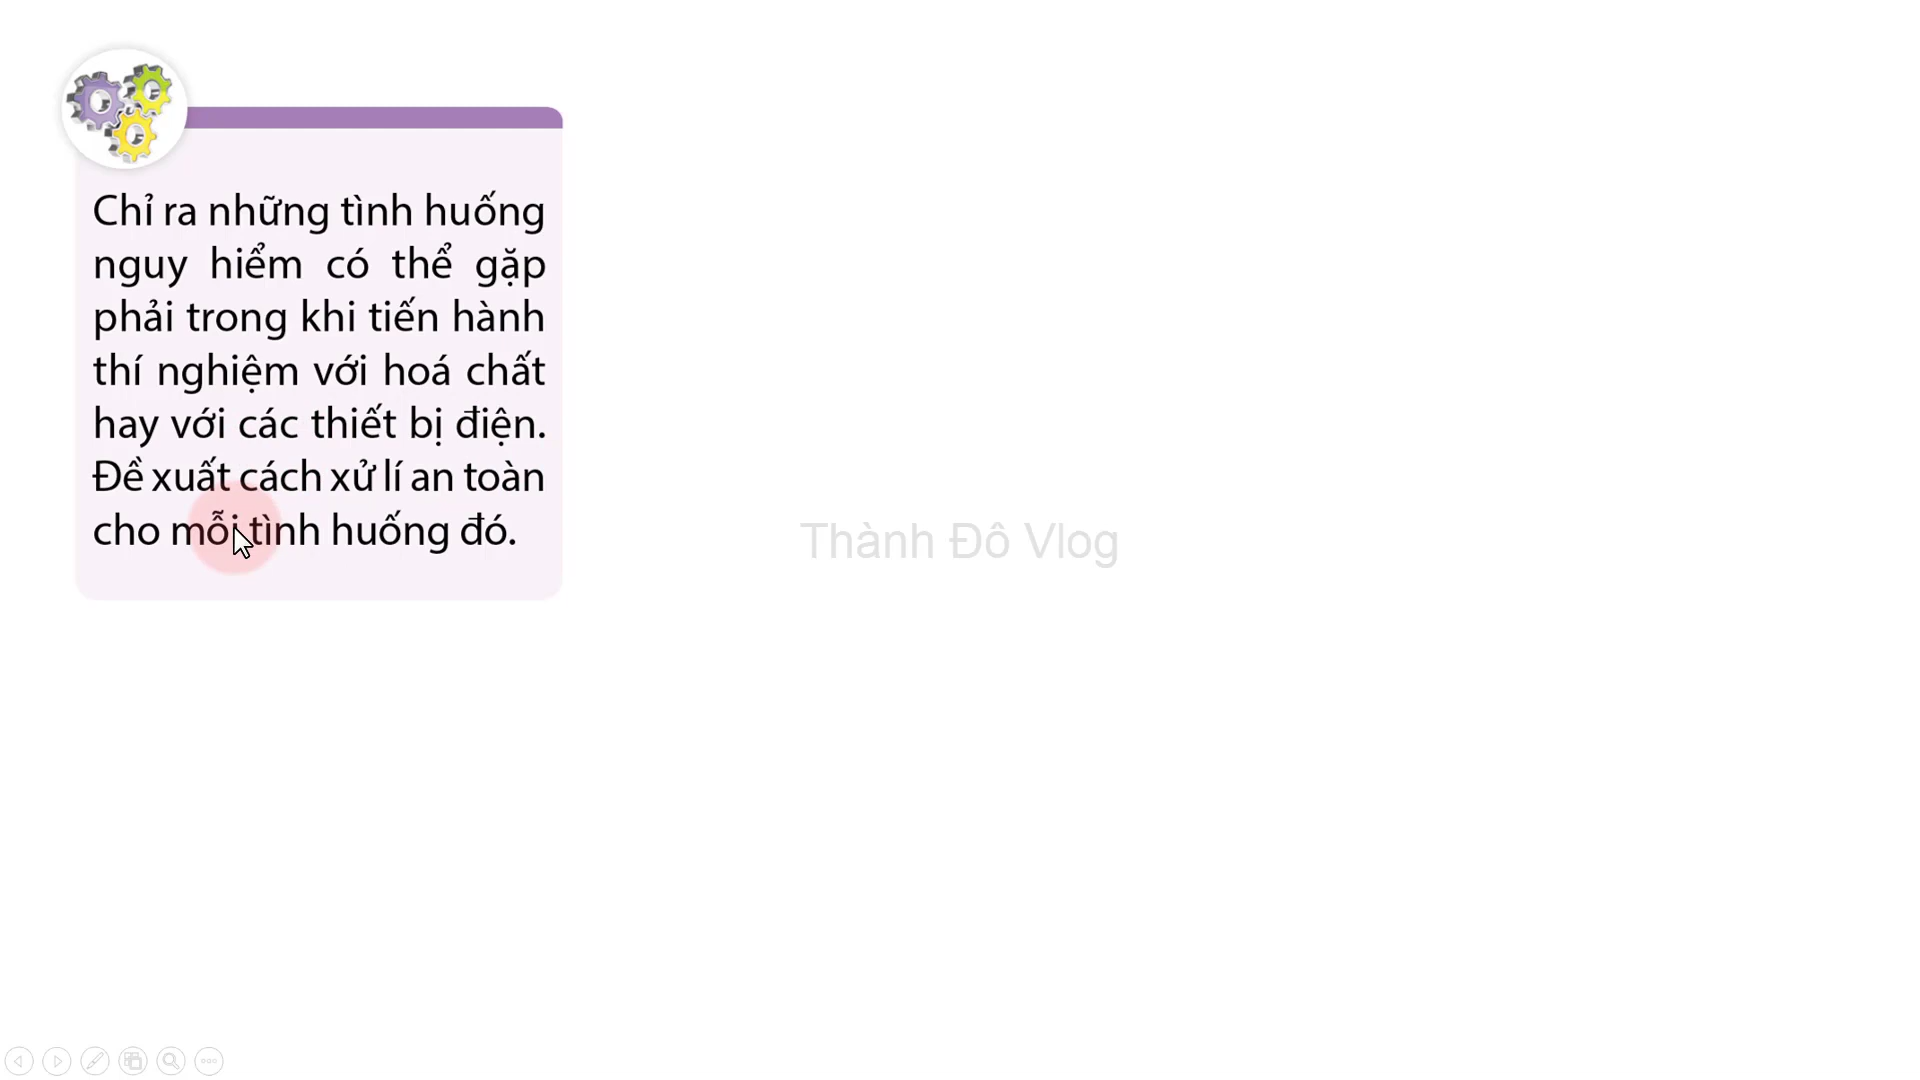 Chỉ ra những tình huống
nguy hiểm có thể gặp
phải trong khi tiến hành
thí nghiệm với hoá chất
hay với các thiết bị điện.
Đề xuất cách xử lí an toàn
cho mỗi tình huống đó.
Thành Đô Vlog